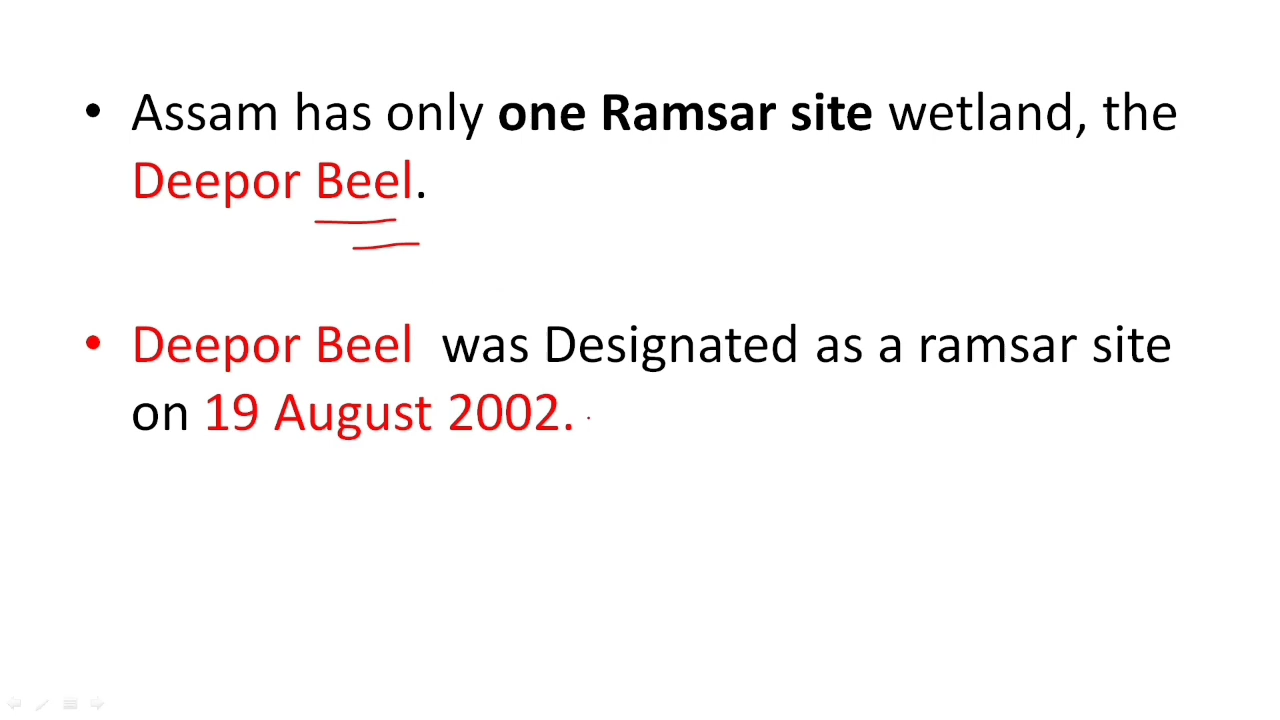 • Assam has only one Ramsar site wetland, the
Deepor Beel.
• Deepor Beel was Designated as a ramsar site
on 19 August 2002.